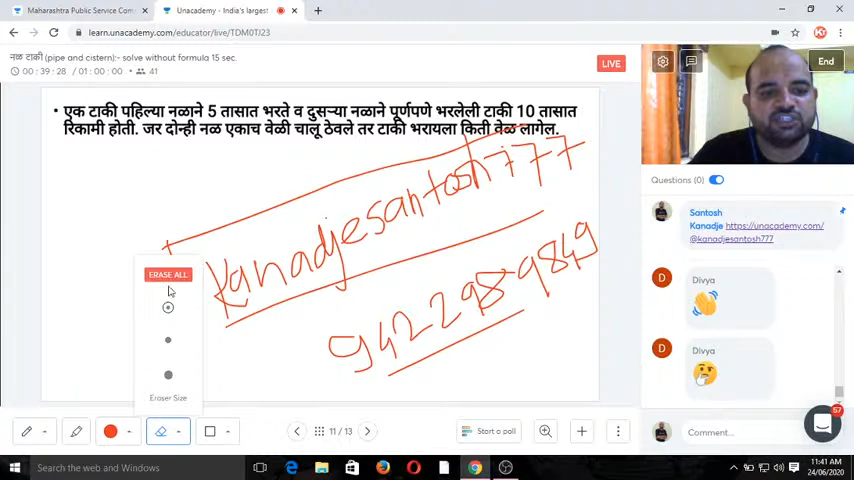 Maharashtra Public Service Com
Unacademy - India's largest
learn.unacademy.com/educator/live/TDM0TJ23
नळ टाकी (pipe and cistern):- solve without formula 15 sec.
00 : 39 : 28 / 01 : 00 : 00 • 41
LIVE
End
• एक टाकी पहिल्या नळाने 5 तासात भरते व दुसऱ्या नळाने पूर्णपणे भरलेली टाकी 10 तासात
रिकामी होती. जर दोन्ही नळ एकाच वेळी चालू ठेवले तर टाकी भरायला किती वेळ लागेल.
kanadjesantosh777
9422989849
ERASE ALL
Eraser Size
Questions (0)
Santosh
Kanadje https://unacademy.com/
@kanadjesantosh777
D
Divya
D
Divya
11 / 13
Start a poll
Comment...
57
Search the web and Windows
11:41 AM
24/06/2020